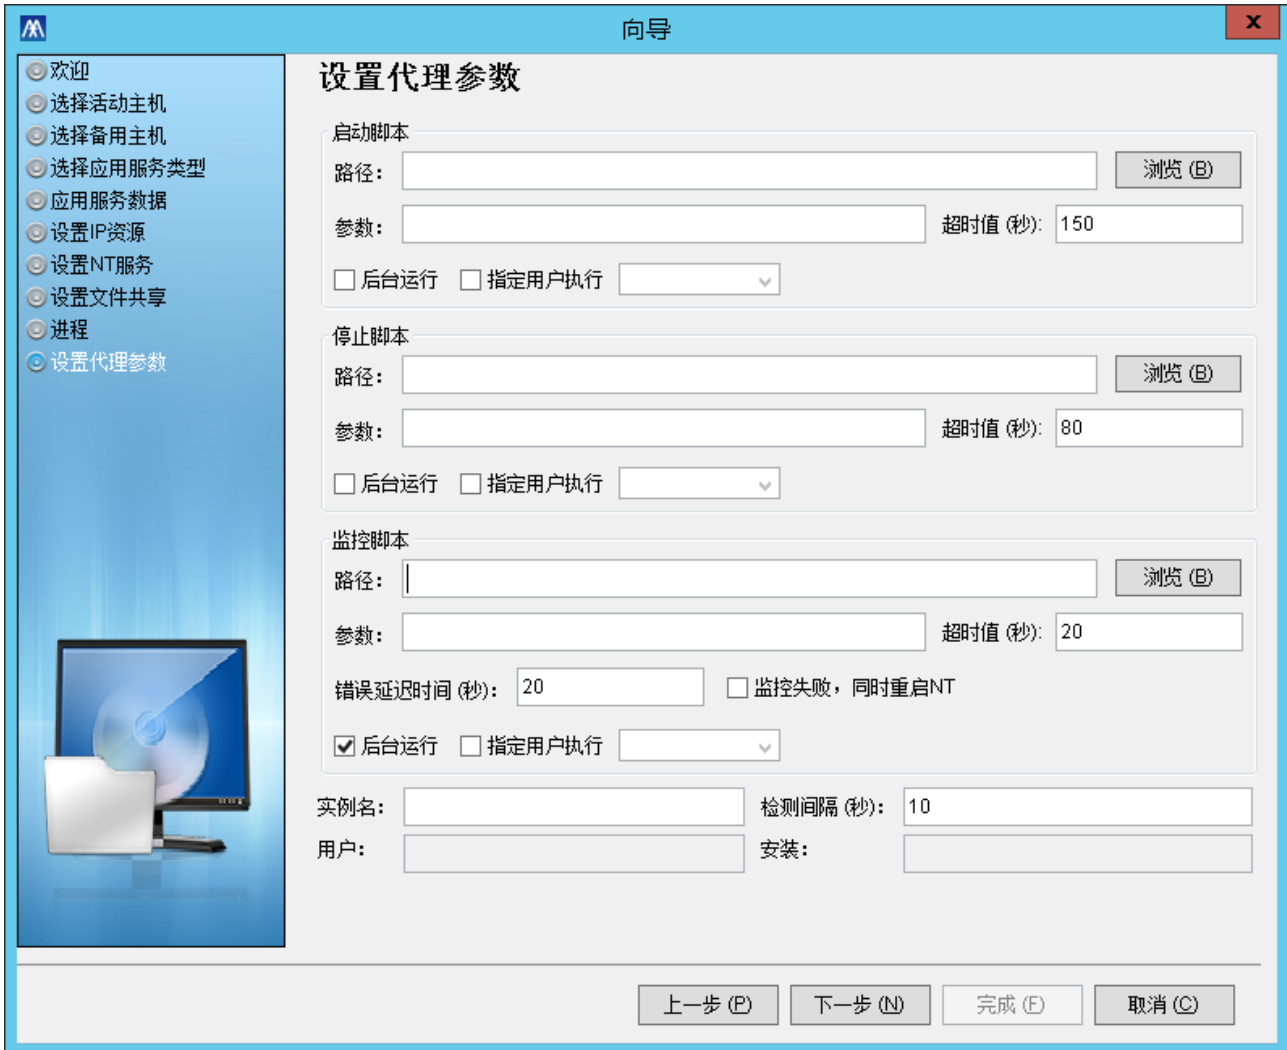 向导
x
欢迎
选择活动主机
选择备用主机
选择应用服务类型
应用服务数据
设置IP资源
设置NT服务
设置文件共享
进程
设置代理参数
设置代理参数
启动脚本
路径: 浏览 (B)
参数: 超时值 (秒): 150
后台运行 指定用户执行
停止脚本
路径: 浏览 (B)
参数: 超时值 (秒): 80
后台运行 指定用户执行
监控脚本
路径: 浏览 (B)
参数: 超时值 (秒): 20
错误延迟时间 (秒): 20 监控失败，同时重启NT
后台运行 指定用户执行
实例名: 检测间隔 (秒): 10
用户: 安装:
上一步 (P) 下一步 (N) 完成 (F) 取消 (C)